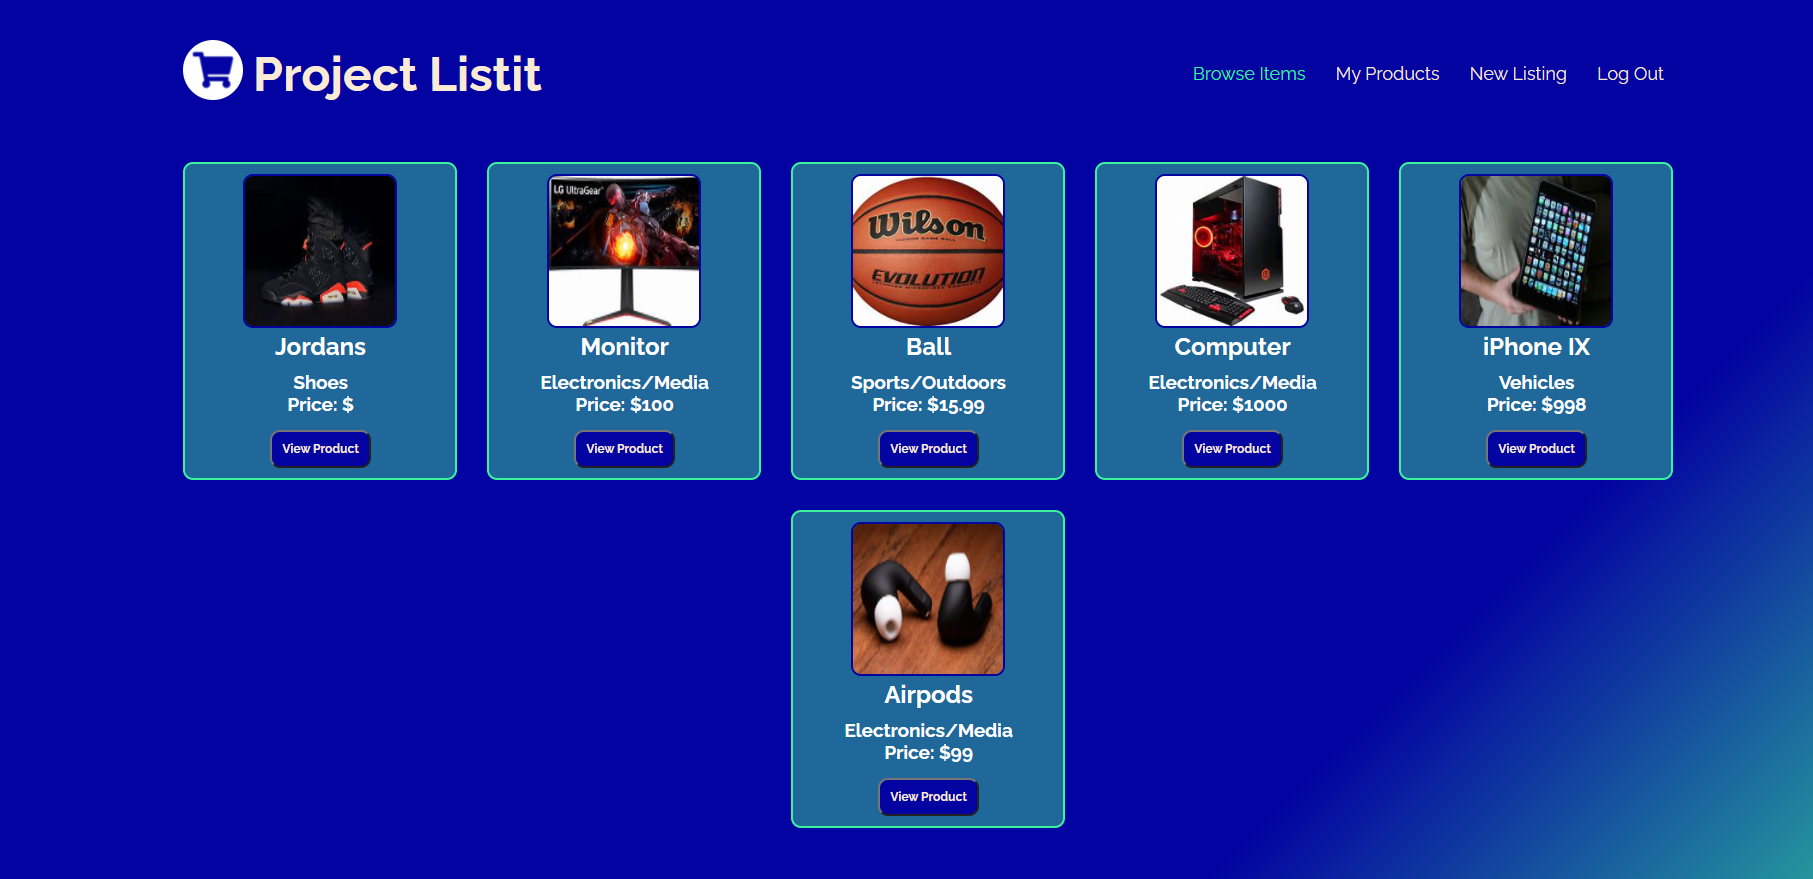 Project Listit
Browse Items
My Products
New Listing
Log Out
Jordans
Shoes
Price: $
View Product
LG UltraGear
Monitor
Electronics/Media
Price: $100
View Product
Wilson
EVOLUTION
Ball
Sports/Outdoors
Price: $15.99
View Product
Computer
Electronics/Media
Price: $1000
View Product
iPhone IX
Vehicles
Price: $998
View Product
Airpods
Electronics/Media
Price: $99
View Product